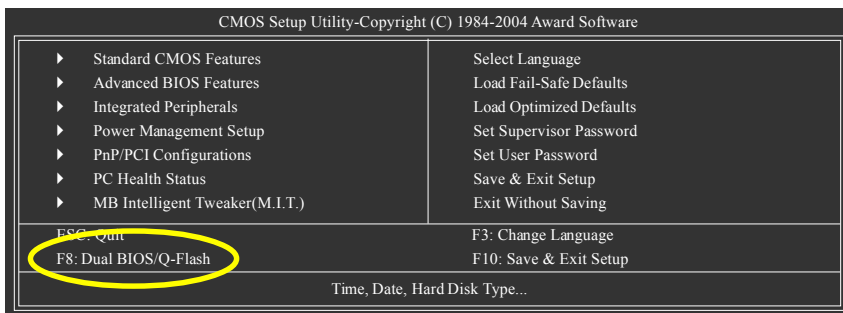 CMOS Setup Utility-Copyright (C) 1984-2004 Award Software
Standard CMOS Features
Advanced BIOS Features
Integrated Peripherals
Power Management Setup
PnP/PCI Configurations
PC Health Status
MB Intelligent Tweaker(M.I.T.)
Select Language
Load Fail-Safe Defaults
Load Optimized Defaults
Set Supervisor Password
Set User Password
Save & Exit Setup
Exit Without Saving
ESC: Quit
F3: Change Language
F8: Dual BIOS/Q-Flash
F10: Save & Exit Setup
Time, Date, Hard Disk Type...